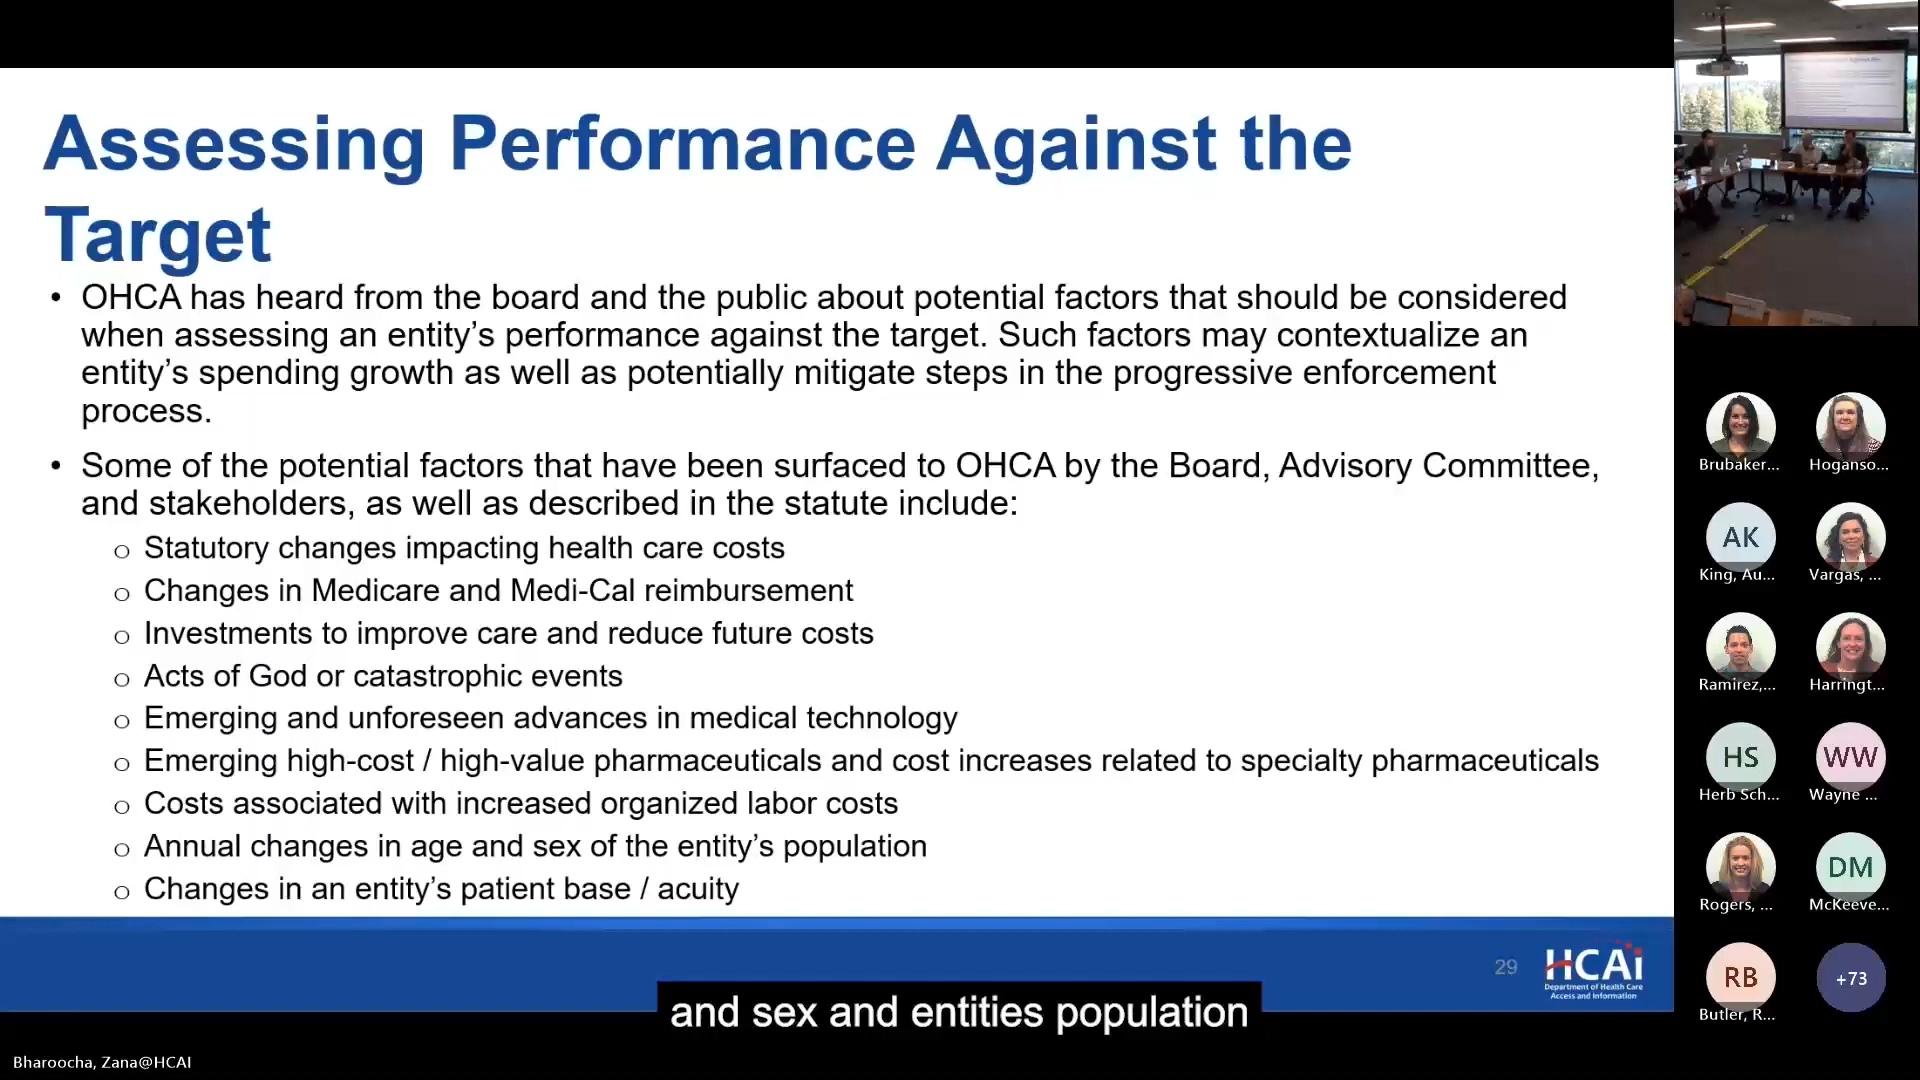 Assessing Performance Against the
Target
• OHCA has heard from the board and the public about potential factors that should be considered
when assessing an entity’s performance against the target. Such factors may contextualize an
entity’s spending growth as well as potentially mitigate steps in the progressive enforcement
process.
• Some of the potential factors that have been surfaced to OHCA by the Board, Advisory Committee,
and stakeholders, as well as described in the statute include:
o Statutory changes impacting health care costs
o Changes in Medicare and Medi-Cal reimbursement
o Investments to improve care and reduce future costs
o Acts of God or catastrophic events
o Emerging and unforeseen advances in medical technology
o Emerging high-cost / high-value pharmaceuticals and cost increases related to specialty pharmaceuticals
o Costs associated with increased organized labor costs
o Annual changes in age and sex of the entity’s population
o Changes in an entity’s patient base / acuity
29
HCAi
Department of Health Care
Access and Information
and sex and entities population
Bharoocha, Zana@HCAI
Brubaker...
Hoganso...
AK
King, Au...
Vargas, ...
Ramirez,...
Harringt...
HS
Herb Sch...
WW
Wayne ...
Rogers, ...
DM
McKeeve...
RB
Butler, R...
+73